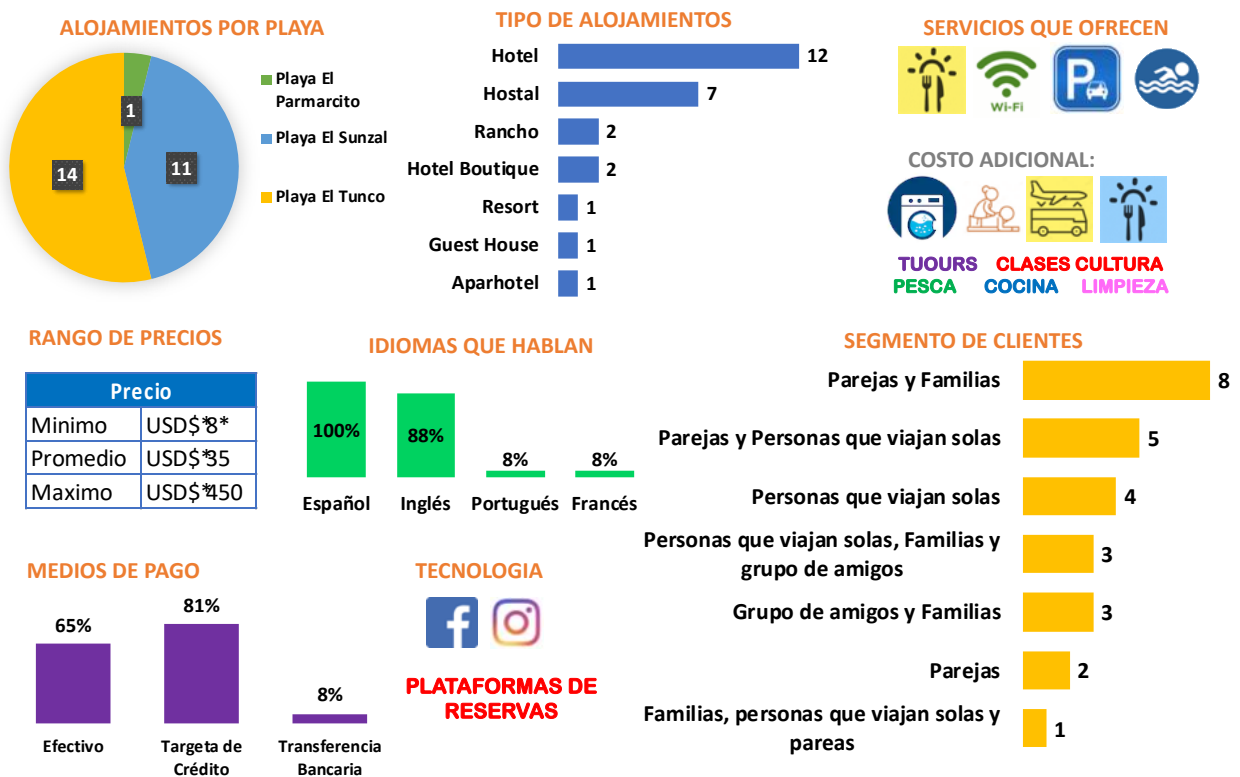 ALOJAMIENTOS POR PLAYA
1
11
14
Playa El
Parmarcito
Playa El Sunzal
Playa El Tunco
TIPO DE ALOJAMIENTOS
Hotel 12
Hostal 7
Rancho 2
Hotel Boutique 2
Resort 1
Guest House 1
Aparhotel 1
SERVICIOS QUE OFRECEN
Wi-Fi
P
COSTO ADICIONAL:
TUOURS CLASES CULTURA
PESCA COCINA LIMPIEZA
RANGO DE PRECIOS
Precio
Minimo USD$*8*
Promedio USD$*35
Maximo USD$*450
IDIOMAS QUE HABLAN
100% 88% 8% 8%
Español Inglés Portugués Francés
SEGMENTO DE CLIENTES
Parejas y Familias 8
Parejas y Personas que viajan solas 5
Personas que viajan solas 4
Personas que viajan solas, Familias y
grupo de amigos 3
Grupo de amigos y Familias 3
Parejas 2
Familias, personas que viajan solas y
pareas 1
MEDIOS DE PAGO
65% 81% 8%
Efectivo Targeta de Transferencia
Crédito Bancaria
TECNOLOGIA
PLATAFORMAS DE
RESERVAS